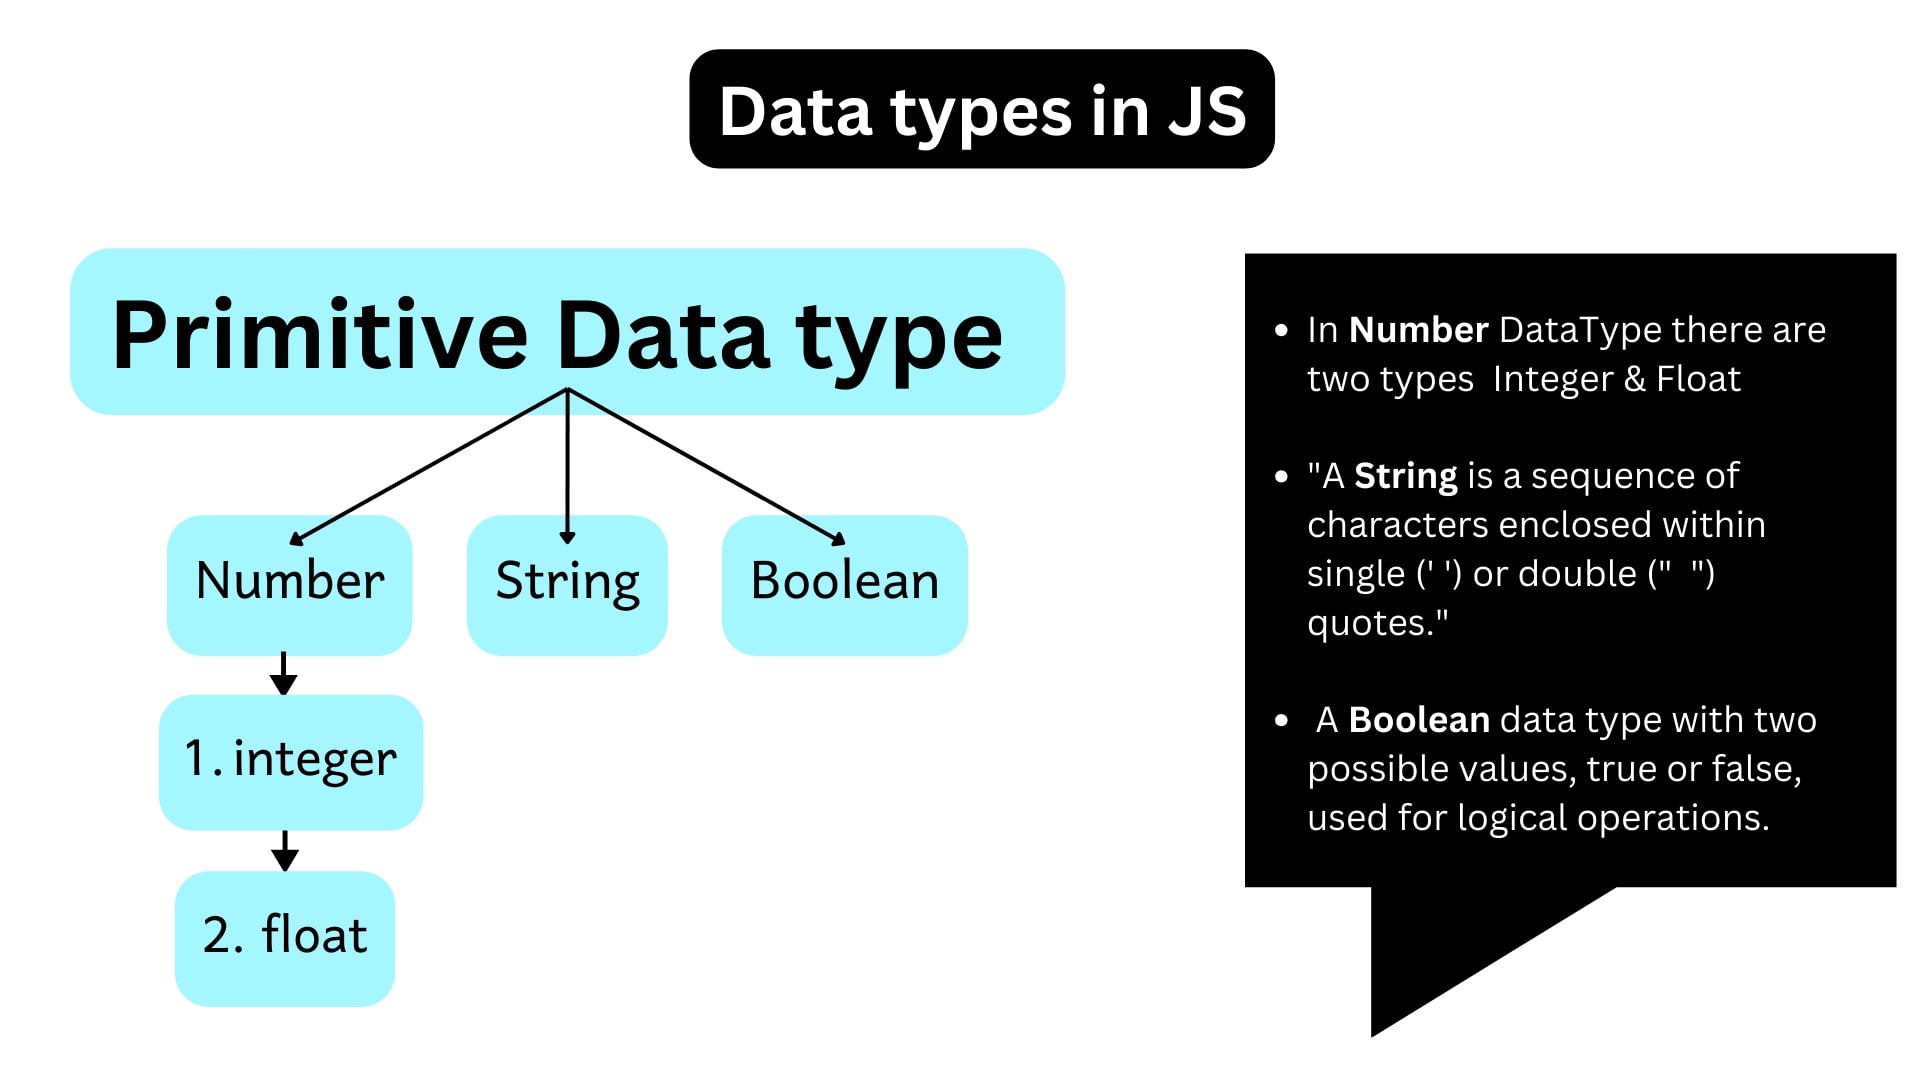 Data types in JS
Primitive Data type
Number
String
Boolean
1. integer
2. float
• In Number DataType there are
two types  Integer & Float
• "A String is a sequence of
characters enclosed within
single (' ') or double ("  ")
quotes."
• A Boolean data type with two
possible values, true or false,
used for logical operations.